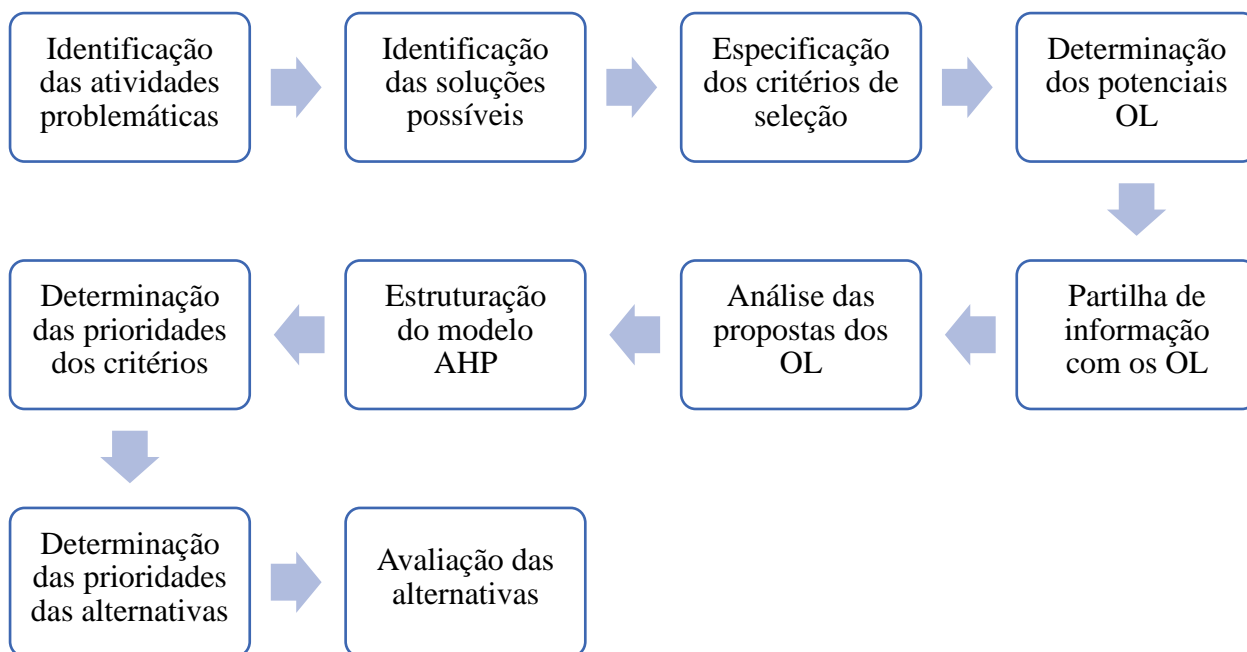 Identificação
das atividades
problemáticas
Identificação
das soluções
possíveis
Especificação
dos critérios de
seleção
Determinação
dos potenciais
OL
Partilha de
informação
com os OL
Análise das
propostas dos
OL
Estruturação
do modelo
AHP
Determinação
das prioridades
dos critérios
Determinação
das prioridades
das alternativas
Avaliação das
alternativas